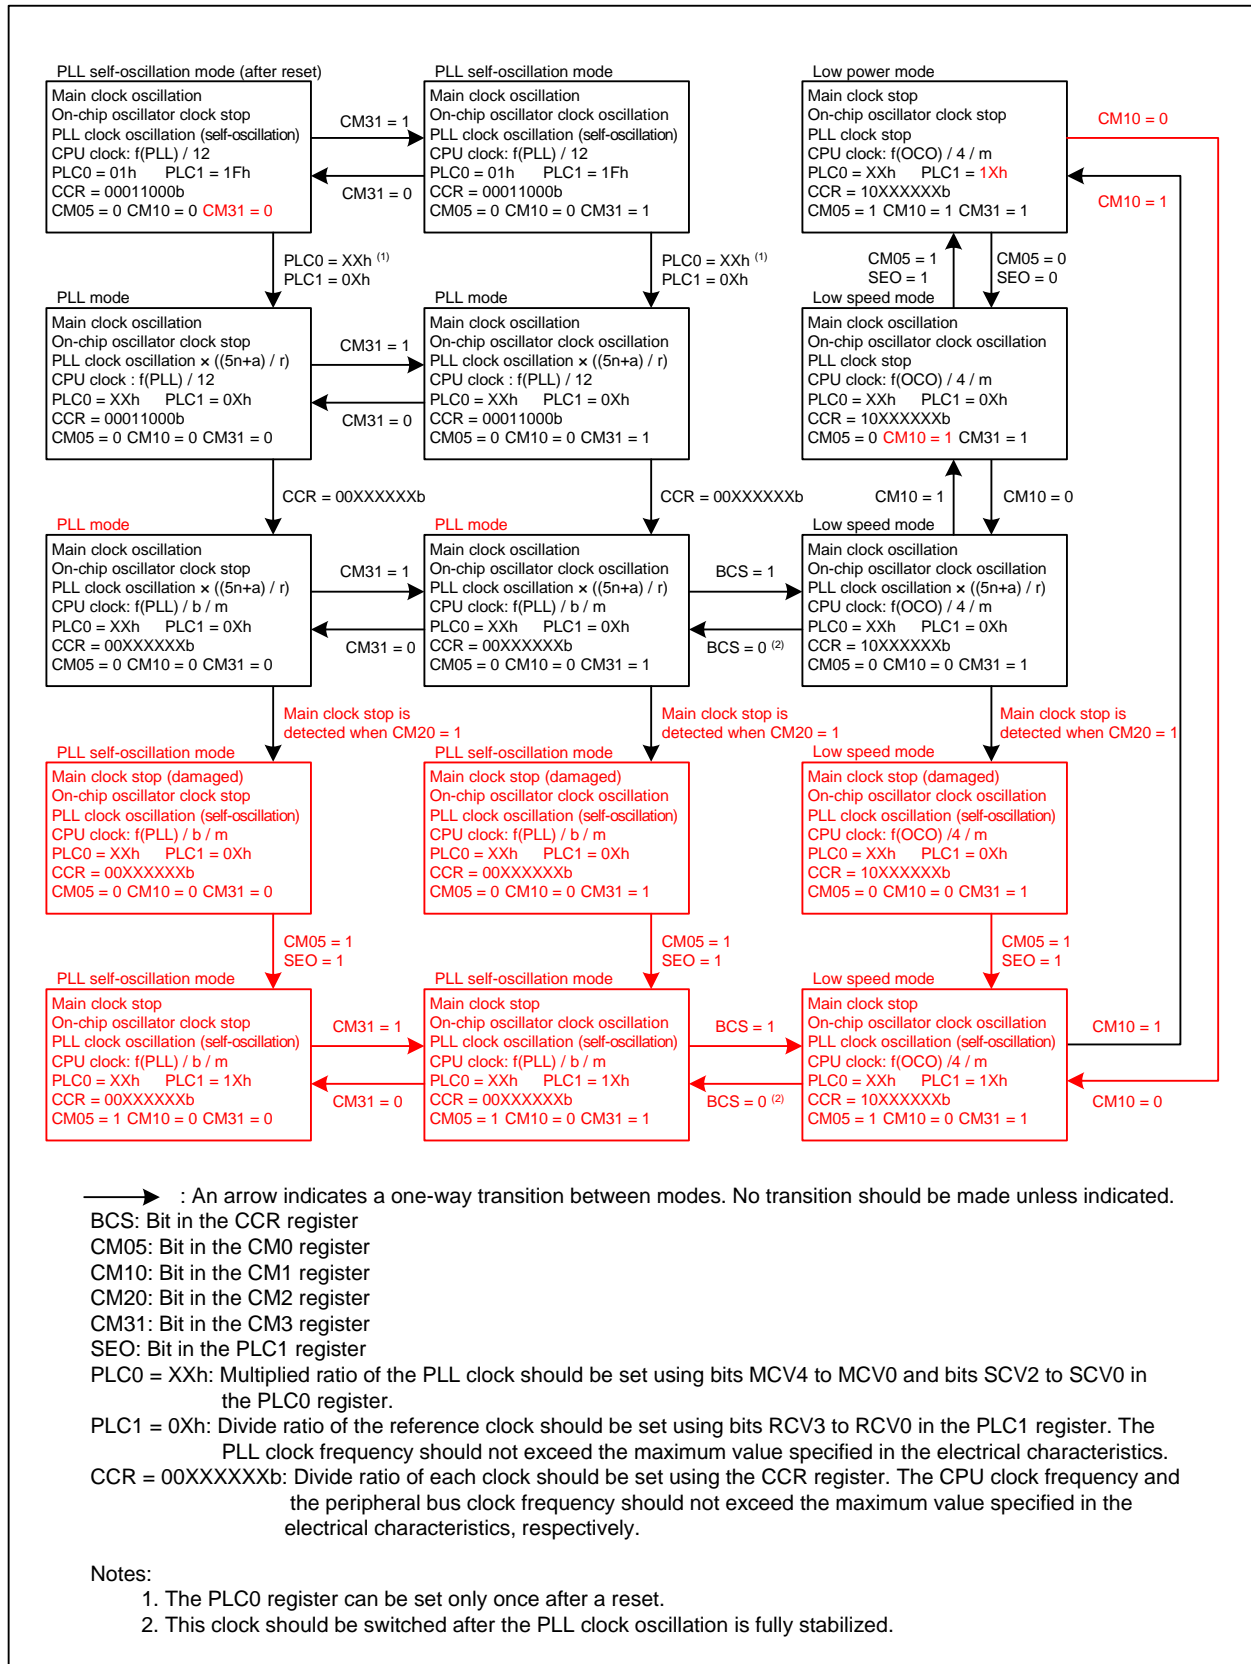 PLL self-oscillation mode (after reset)
Main clock oscillation
On-chip oscillator clock stop
PLL clock oscillation (self-oscillation)
CPU clock: f(PLL) / 12
PLC0 = 01h PLC1 = 1Fh
CCR = 00011000b
CM05 = 0 CM10 = 0 CM31 = 0
CM31 = 1
CM31 = 0
PLL self-oscillation mode
Main clock oscillation
On-chip oscillator clock oscillation
PLL clock oscillation (self-oscillation)
CPU clock: f(PLL) / 12
PLC0 = 01h PLC1 = 1Fh
CCR = 00011000b
CM05 = 0 CM10 = 0 CM31 = 1
Low power mode
Main clock stop
On-chip oscillator clock stop
PLL clock stop
CPU clock: f(OCO) / 4 / m
PLC0 = XXh PLC1 = 1Xh
CCR = 10XXXXXXb
CM05 = 1 CM10 = 1 CM31 = 1
CM10 = 0
CM10 = 1
PLC0 = XXh (1)
PLC1 = 0Xh
PLC0 = XXh (1)
PLC1 = 0Xh
CM05 = 1
SEO = 1
CM05 = 0
SEO = 0
PLL mode
Main clock oscillation
On-chip oscillator clock stop
PLL clock oscillation × ((5n+a) / r)
CPU clock : f(PLL) / 12
PLC0 = XXh PLC1 = 0Xh
CCR = 00011000b
CM05 = 0 CM10 = 0 CM31 = 0
CM31 = 1
CM31 = 0
PLL mode
Main clock oscillation
On-chip oscillator clock oscillation
PLL clock oscillation × ((5n+a) / r)
CPU clock : f(PLL) / 12
PLC0 = XXh PLC1 = 0Xh
CCR = 00011000b
CM05 = 0 CM10 = 0 CM31 = 1
Low speed mode
Main clock oscillation
On-chip oscillator clock oscillation
PLL clock stop
CPU clock: f(OCO) / 4 / m
PLC0 = XXh PLC1 = 0Xh
CCR = 10XXXXXXb
CM05 = 0 CM10 = 1 CM31 = 1
CCR = 00XXXXXXb
CCR = 00XXXXXXb
CM10 = 1
CM10 = 0
PLL mode
Main clock oscillation
On-chip oscillator clock stop
PLL clock oscillation × ((5n+a) / r)
CPU clock: f(PLL) / b / m
PLC0 = XXh PLC1 = 0Xh
CCR = 00XXXXXXb
CM05 = 0 CM10 = 0 CM31 = 0
CM31 = 1
CM31 = 0
PLL mode
Main clock oscillation
On-chip oscillator clock oscillation
PLL clock oscillation × ((5n+a) / r)
CPU clock: f(PLL) / b / m
PLC0 = XXh PLC1 = 0Xh
CCR = 00XXXXXXb
CM05 = 0 CM10 = 0 CM31 = 1
BCS = 1
BCS = 0 (2)
Low speed mode
Main clock oscillation
On-chip oscillator clock oscillation
PLL clock oscillation × ((5n+a) / r)
CPU clock: f(OCO) / 4 / m
PLC0 = XXh PLC1 = 0Xh
CCR = 10XXXXXXb
CM05 = 0 CM10 = 0 CM31 = 1
Main clock stop is
detected when CM20 = 1
Main clock stop is
detected when CM20 = 1
Main clock stop is
detected when CM20 = 1
PLL self-oscillation mode
Main clock stop (damaged)
On-chip oscillator clock stop
PLL clock oscillation (self-oscillation)
CPU clock: f(PLL) / b / m
PLC0 = XXh PLC1 = 0Xh
CCR = 00XXXXXXb
CM05 = 0 CM10 = 0 CM31 = 0
PLL self-oscillation mode
Main clock stop (damaged)
On-chip oscillator clock oscillation
PLL clock oscillation (self-oscillation)
CPU clock: f(PLL) / b / m
PLC0 = XXh PLC1 = 0Xh
CCR = 00XXXXXXb
CM05 = 0 CM10 = 0 CM31 = 1
Low speed mode
Main clock stop (damaged)
On-chip oscillator clock oscillation
PLL clock oscillation (self-oscillation)
CPU clock: f(OCO) /4 / m
PLC0 = XXh PLC1 = 0Xh
CCR = 10XXXXXXb
CM05 = 0 CM10 = 0 CM31 = 1
CM05 = 1
SEO = 1
CM05 = 1
SEO = 1
CM05 = 1
SEO = 1
PLL self-oscillation mode
Main clock stop
On-chip oscillator clock stop
PLL clock oscillation (self-oscillation)
CPU clock: f(PLL) / b / m
PLC0 = XXh PLC1 = 1Xh
CCR = 00XXXXXXb
CM05 = 1 CM10 = 0 CM31 = 0
CM31 = 1
CM31 = 0
PLL self-oscillation mode
Main clock stop
On-chip oscillator clock oscillation
PLL clock oscillation (self-oscillation)
CPU clock: f(PLL) / b / m
PLC0 = XXh PLC1 = 1Xh
CCR = 00XXXXXXb
CM05 = 1 CM10 = 0 CM31 = 1
BCS = 1
BCS = 0 (2)
Low speed mode
Main clock stop
On-chip oscillator clock oscillation
PLL clock oscillation (self-oscillation)
CPU clock: f(OCO) /4 / m
PLC0 = XXh PLC1 = 1Xh
CCR = 10XXXXXXb
CM05 = 1 CM10 = 0 CM31 = 1
CM10 = 1
CM10 = 0
: An arrow indicates a one-way transition between modes. No transition should be made unless indicated.
BCS: Bit in the CCR register
CM05: Bit in the CM0 register
CM10: Bit in the CM1 register
CM20: Bit in the CM2 register
CM31: Bit in the CM3 register
SEO: Bit in the PLC1 register
PLC0 = XXh: Multiplied ratio of the PLL clock should be set using bits MCV4 to MCV0 and bits SCV2 to SCV0 in
the PLC0 register.
PLC1 = 0Xh: Divide ratio of the reference clock should be set using bits RCV3 to RCV0 in the PLC1 register. The
PLL clock frequency should not exceed the maximum value specified in the electrical characteristics.
CCR = 00XXXXXXb: Divide ratio of each clock should be set using the CCR register. The CPU clock frequency and
the peripheral bus clock frequency should not exceed the maximum value specified in the
electrical characteristics, respectively.
Notes:
1. The PLC0 register can be set only once after a reset.
2. This clock should be switched after the PLL clock oscillation is fully stabilized.